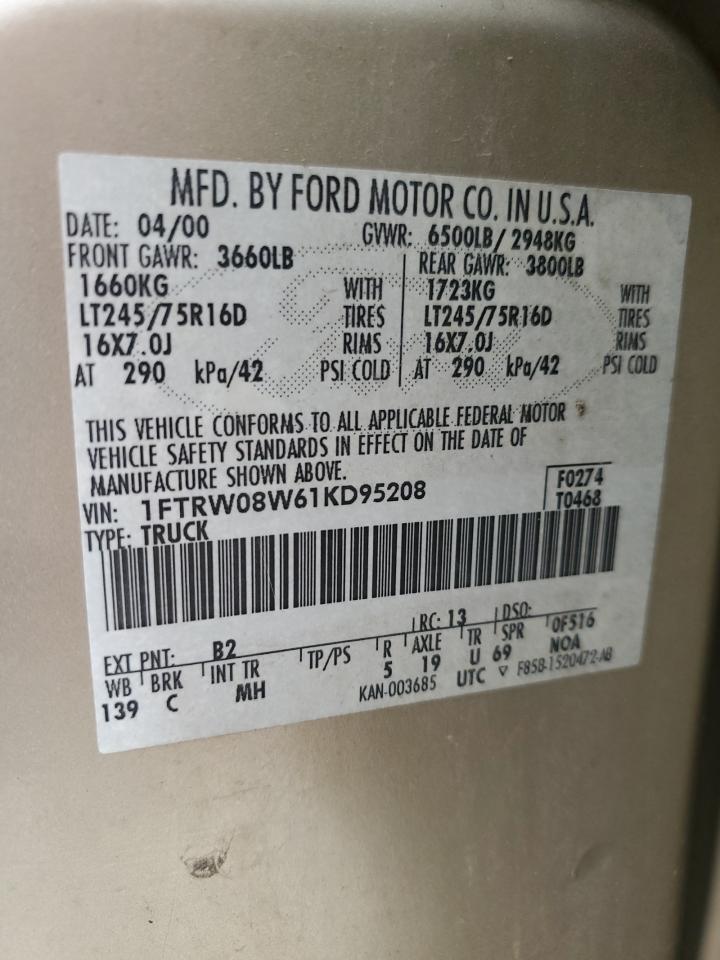 MFD. BY FORD MOTOR CO. IN U.S.A.
DATE: 04/00 GVWR: 6500LB/ 2948KG
FRONT GAWR: 3660LB REAR GAWR: 3800LB
1660KG WITH 1723KG WITH
LT245/75R16D TIRES LT245/75R16D TIRES
16X7.0J RIMS 16X7.0J RIMS
AT 290 kPa/42 PSI COLD AT 290 kPa/42 PSI COLD
THIS VEHICLE CONFORMS TO ALL APPLICABLE FEDERAL MOTOR
VEHICLE SAFETY STANDARDS IN EFFECT ON THE DATE OF
MANUFACTURE SHOWN ABOVE.
VIN: 1FTRW08W61KD95208 F0274
TYPE: TRUCK T0468
EXT PNT: B2 RC: 13 DSO: 0F516
WB BRK INT TR TP/PS R AXLE TR SPR NOA
139 C MH 5 19 U 69
KAN-003685 UTC ▽ F85B-1520472-AB